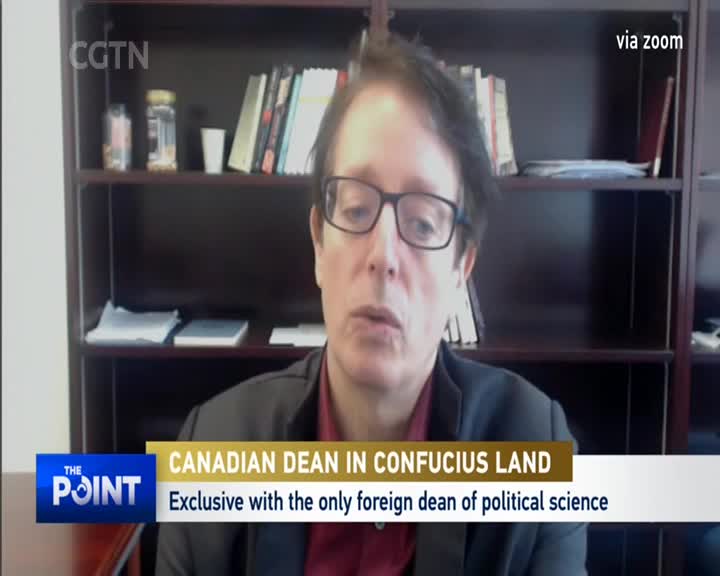 CGTN
via zoom
CANADIAN DEAN IN CONFUCIUS LAND
THE
POINT
Exclusive with the only foreign dean of political science